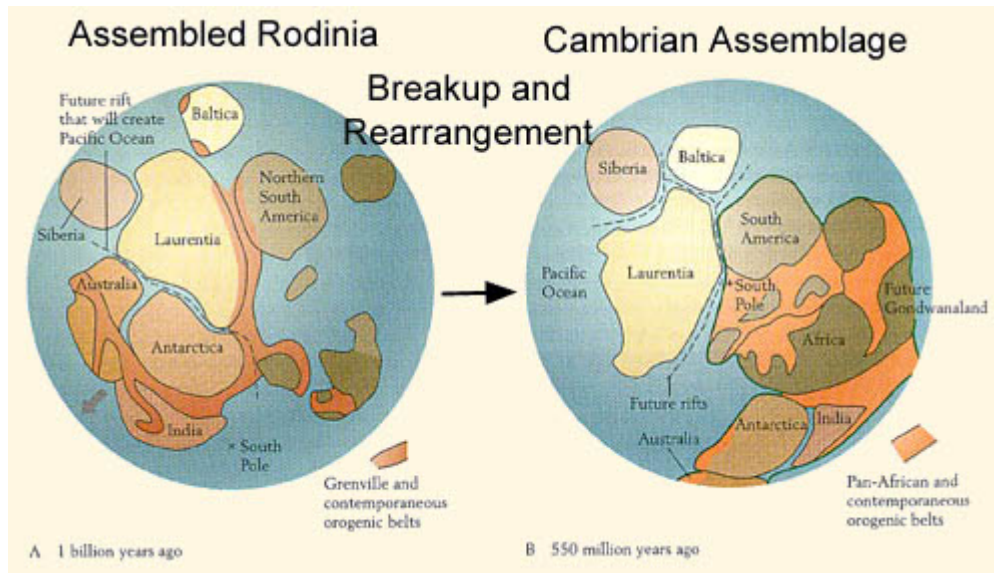 Assembled Rodinia
Cambrian Assemblage
Breakup and
Rearrangement
Future rift
that will create
Pacific Ocean
Baltica
Siberia
Northern
South
America
Laurentia
Australia
Antarctica
India
× South
Pole
Grenville and
contemporaneous
orogenic belts
A 1 billion years ago
Siberia
Baltica
South
America
Pacific
Ocean
Laurentia
+South
Pole
Future
Gondwanaland
Africa
Future rifts
Australia
Antarctica
India
Pan-African and
contemporaneous
orogenic belts
B 550 million years ago